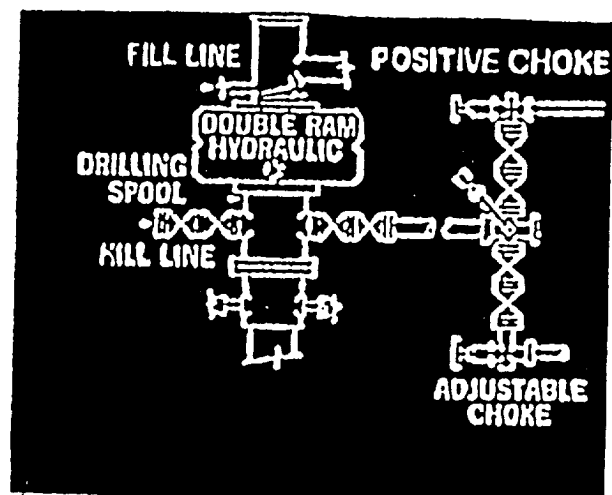 FILL LINE
POSITIVE CHOKE
DOUBLE RAM
HYDRAULIC
DRILLING
SPOOL
KILL LINE
ADJUSTABLE
CHOKE